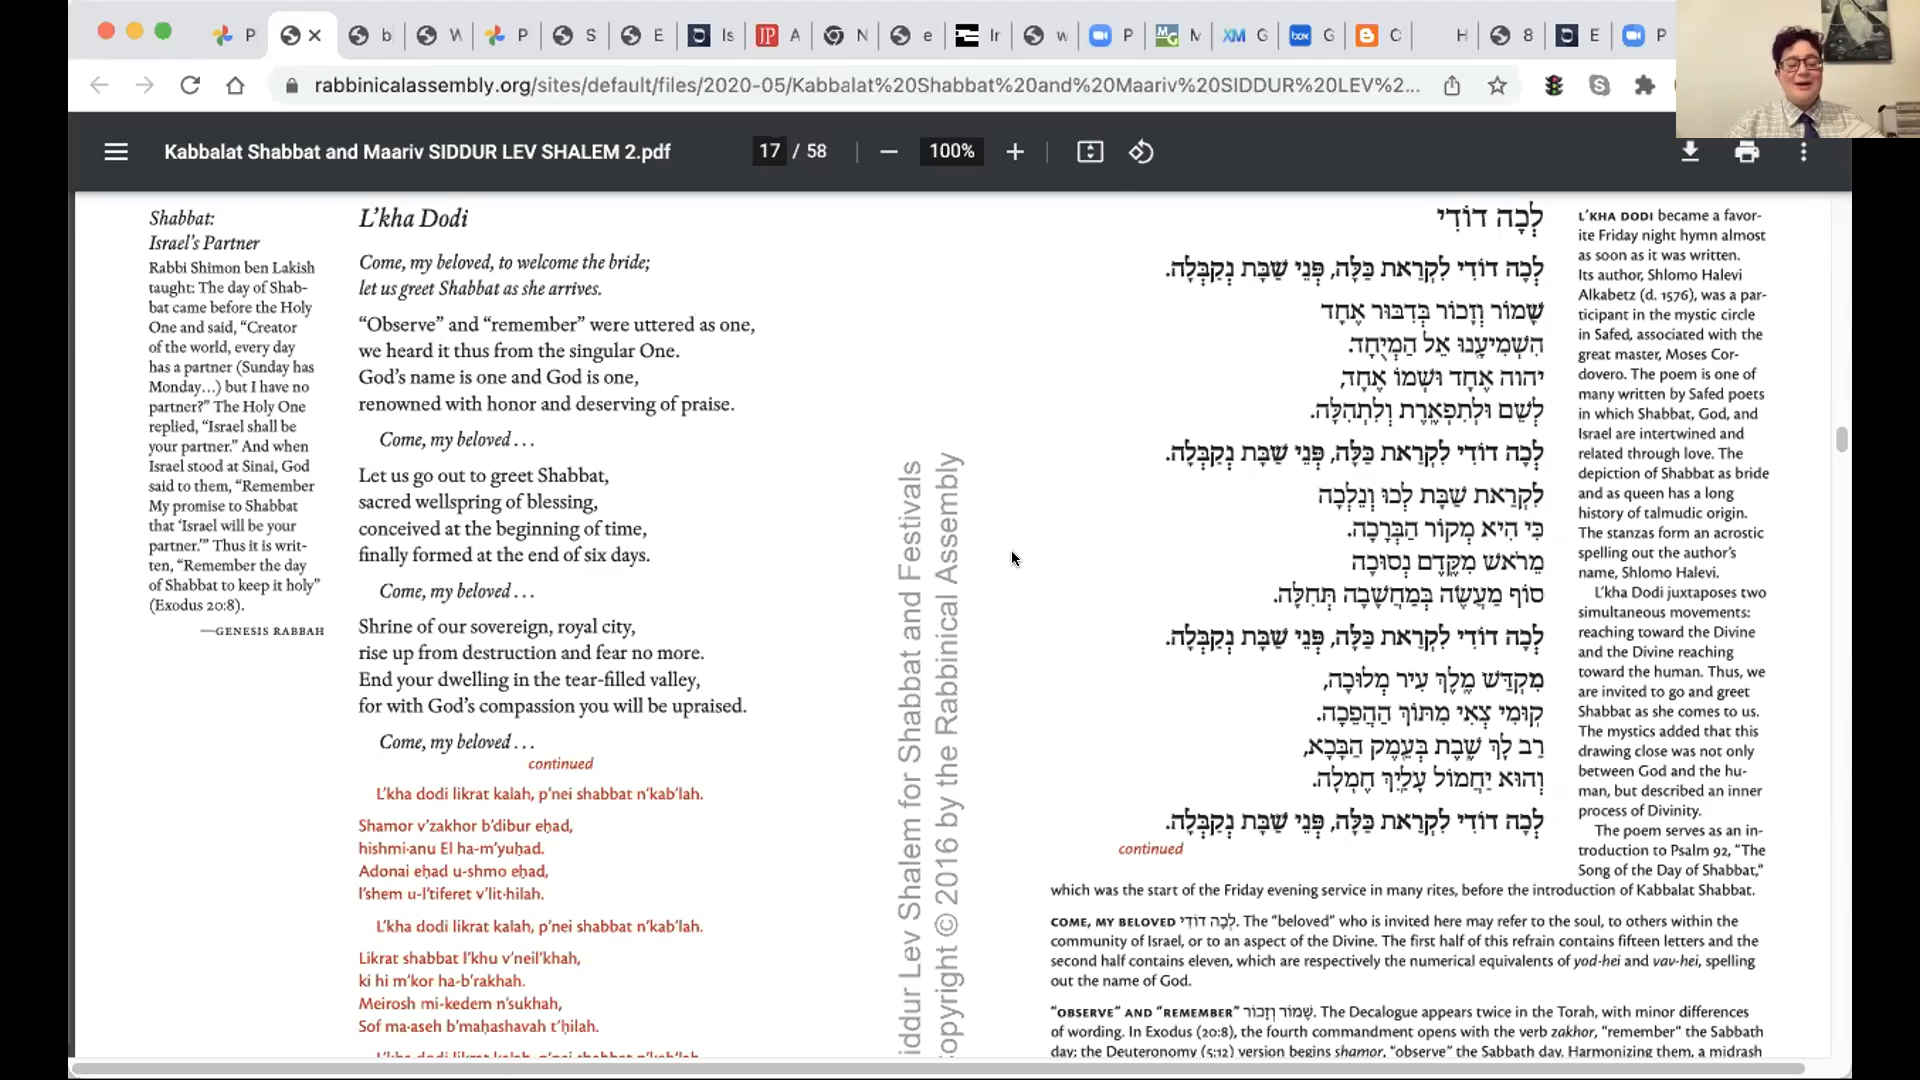 P
b
W
P
S
E
Is
A
N
e
Ir
w
P
M
G
G
C
H
8
E
P
rabbinicalassembly.org/sites/default/files/2020-05/Kabbalat%20Shabbat%20and%20Maariv%20SIDDUR%20LEV%2...
Kabbalat Shabbat and Maariv SIDDUR LEV SHALEM 2.pdf
17 / 58
100%
Shabbat:
Israel's Partner
Rabbi Shimon ben Lakish
taught: The day of Shab-
bat came before the Holy
One and said, “Creator
of the world, every day
has a partner (Sunday has
Monday...) but I have no
partner?” The Holy One
replied, “Israel shall be
your partner.” And when
Israel stood at Sinai, God
said to them, “Remember
My promise to Shabbat
that ‘Israel will be your
partner.’” Thus it is writ-
ten, “Remember the day
of Shabbat to keep it holy”
(Exodus 20:8).
—GENESIS RABBAH
L'kha Dodi
Come, my beloved, to welcome the bride;
let us greet Shabbat as she arrives.
“Observe” and “remember” were uttered as one,
we heard it thus from the singular One.
God's name is one and God is one,
renowned with honor and deserving of praise.
Come, my beloved . . .
Let us go out to greet Shabbat,
sacred wellspring of blessing,
conceived at the beginning of time,
finally formed at the end of six days.
Come, my beloved . . .
Shrine of our sovereign, royal city,
rise up from destruction and fear no more.
End your dwelling in the tear-filled valley,
for with God's compassion you will be upraised.
Come, my beloved . . .
continued
L'kha dodi likrat kalah, p'nei shabbat n'kab'lah.
Shamor v'zakhor b'dibur eḥad,
hishmi·anu El ha-m'yuḥad.
Adonai eḥad u-shmo eḥad,
l'shem u-l'tiferet v'lit·hilah.
L'kha dodi likrat kalah, p'nei shabbat n'kab'lah.
Likrat shabbat l'khu v'neil'khah,
ki hi m'kor ha-b'rakhah.
Meirosh mi-kedem n'sukhah,
Sof ma·aseh b'maḥashavah t'ḥilah.
L'kha dodi likrat kalah, p'nei shabbat n'kab'lah.
iddur Lev Shalem for Shabbat and Festivals
opyright © 2016 by the Rabbinical Assembly
לְכָה דוֹדִי
לְכָה דוֹדִי לִקְרַאת כַּלָּה, פְּנֵי שַׁבָּת נְקַבְּלָה.
שָׁמוֹר וְזָכוֹר בְּדִבּוּר אֶחָד
הִשְׁמִיעָֽנוּ אֵל הַמְיֻחָד.
יהוה אֶחָד וּשְׁמוֹ אֶחָד,
לְשֵׁם וּלְתִפְאֶֽרֶת וְלִתְהִלָּה.
לְכָה דוֹדִי לִקְרַאת כַּלָּה, פְּנֵי שַׁבָּת נְקַבְּלָה.
לִקְרַאת שַׁבָּת לְכוּ וְנֵלְכָה
כִּי הִיא מְקוֹר הַבְּרָכָה.
מֵרֹאשׁ מִקֶּֽדֶם נְסוּכָה
סוֹף מַעֲשֶׂה בְּמַחֲשָׁבָה תְּחִלָּה.
לְכָה דוֹדִי לִקְרַאת כַּלָּה, פְּנֵי שַׁבָּת נְקַבְּלָה.
מִקְדַּשׁ מֶֽלֶךְ עִיר מְלוּכָה,
קֽוּמִי צְאִי מִתּוֹךְ הַהֲפֵכָה.
רַב לָךְ שֶֽׁבֶת בְּעֵֽמֶק הַבָּכָא,
וְהוּא יַחֲמוֹל עָלַֽיִךְ חֶמְלָה.
לְכָה דוֹדִי לִקְרַאת כַּלָּה, פְּנֵי שַׁבָּת נְקַבְּלָה.
continued
L'KHA DODI became a favor-
ite Friday night hymn almost
as soon as it was written.
Its author, Shlomo Halevi
Alkabetz (d. 1576), was a par-
ticipant in the mystic circle
in Safed, associated with the
great master, Moses Cor-
dovero. The poem is one of
many written by Safed poets
in which Shabbat, God, and
Israel are intertwined and
related through love. The
depiction of Shabbat as bride
and as queen has a long
history of talmudic origin.
The stanzas form an acrostic
spelling out the author's
name, Shlomo Halevi.
L'kha Dodi juxtaposes two
simultaneous movements:
reaching toward the Divine
and the Divine reaching
toward the human. Thus, we
are invited to go and greet
Shabbat as she comes to us.
The mystics added that this
drawing close was not only
between God and the hu-
man, but described an inner
process of Divinity.
The poem serves as an in-
troduction to Psalm 92, “The
Song of the Day of Shabbat,”
which was the start of the Friday evening service in many rites, before the introduction of Kabbalat Shabbat.
COME, MY BELOVED לְכָה דוֹדִי. The “beloved” who is invited here may refer to the soul, to others within the
community of Israel, or to an aspect of the Divine. The first half of this refrain contains fifteen letters and the
second half contains eleven, which are respectively the numerical equivalents of yod-hei and vav-hei, spelling
out the name of God.
“OBSERVE” AND “REMEMBER” שָׁמוֹר וְזָכוֹר. The Decalogue appears twice in the Torah, with minor differences
of wording. In Exodus (20:8), the fourth commandment opens with the verb zakhor, “remember” the Sabbath
day; the Deuteronomy (5:12) version begins shamor, “observe” the Sabbath day. Harmonizing them, a midrash